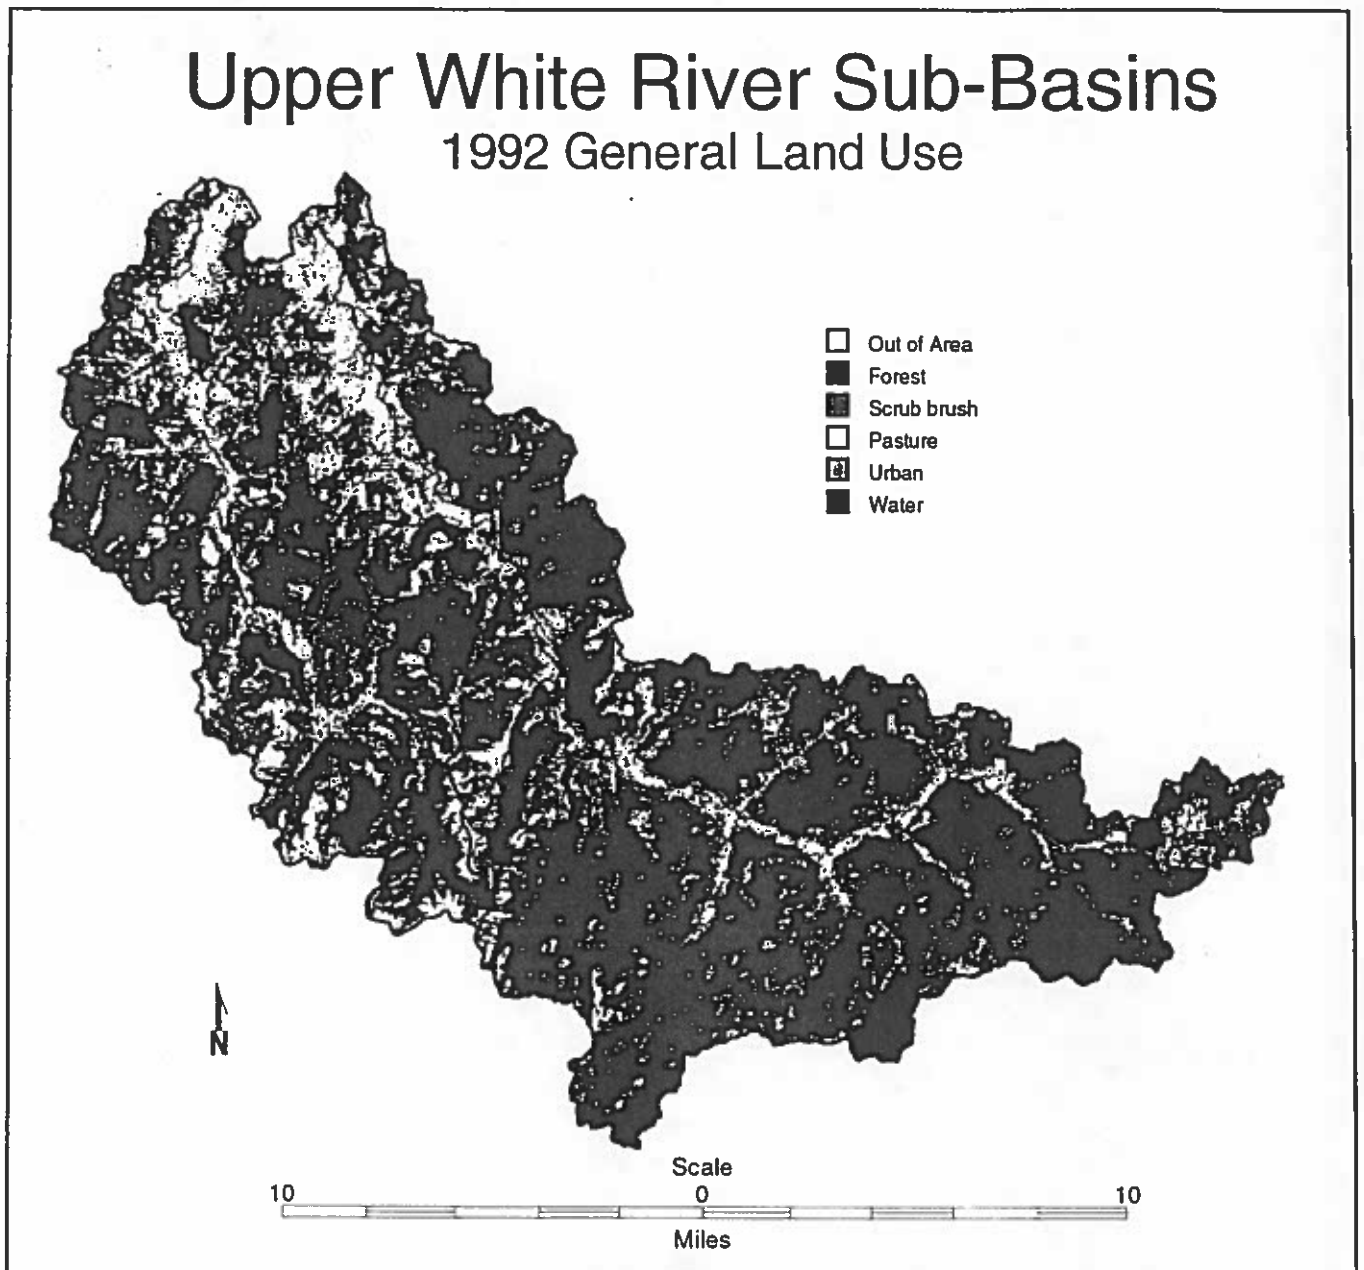 Upper White River Sub-Basins
1992 General Land Use
Out of Area
Forest
Scrub brush
Pasture
Urban
Water
N
Scale
10 0 10
Miles